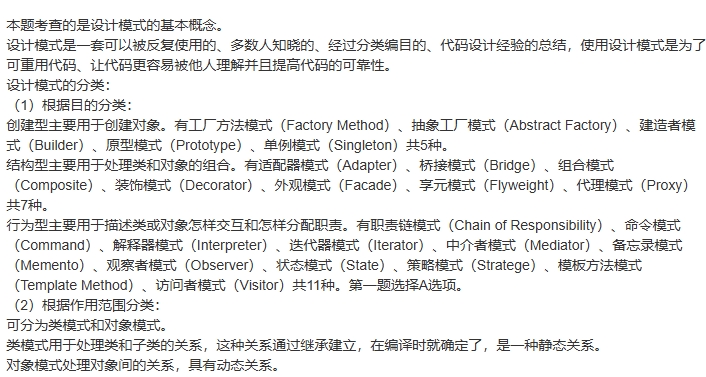 本题考查的是设计模式的基本概念。
设计模式是一套可以被反复使用的、多数人知晓的、经过分类编目的、代码设计经验的总结，使用设计模式是为了
可重用代码、让代码更容易被他人理解并且提高代码的可靠性。
设计模式的分类：
（1）根据目的分类：
创建型主要用于创建对象。有工厂方法模式（Factory Method）、抽象工厂模式（Abstract Factory）、建造者模
式（Builder）、原型模式（Prototype）、单例模式（Singleton）共5种。
结构型主要用于处理类和对象的组合。有适配器模式（Adapter）、桥接模式（Bridge）、组合模式
（Composite）、装饰模式（Decorator）、外观模式（Facade）、享元模式（Flyweight）、代理模式（Proxy）
共7种。
行为型主要用于描述类或对象怎样交互和怎样分配职责。有职责链模式（Chain of Responsibility）、命令模式
（Command）、解释器模式（Interpreter）、迭代器模式（Iterator）、中介者模式（Mediator）、备忘录模式
（Memento）、观察者模式（Observer）、状态模式（State）、策略模式（Stratege）、模板方法模式
（Template Method）、访问者模式（Visitor）共11种。第一题选择A选项。
（2）根据作用范围分类：
可分为类模式和对象模式。
类模式用于处理类和子类的关系，这种关系通过继承建立，在编译时就确定了，是一种静态关系。
对象模式处理对象间的关系，具有动态关系。